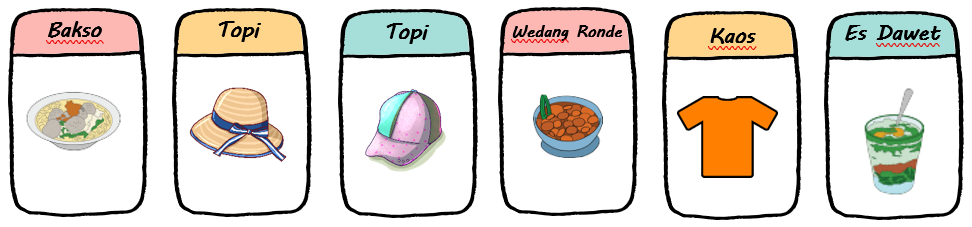 Bakso
Topi
Topi
Wedang Ronde
Kaos
Es Dawet